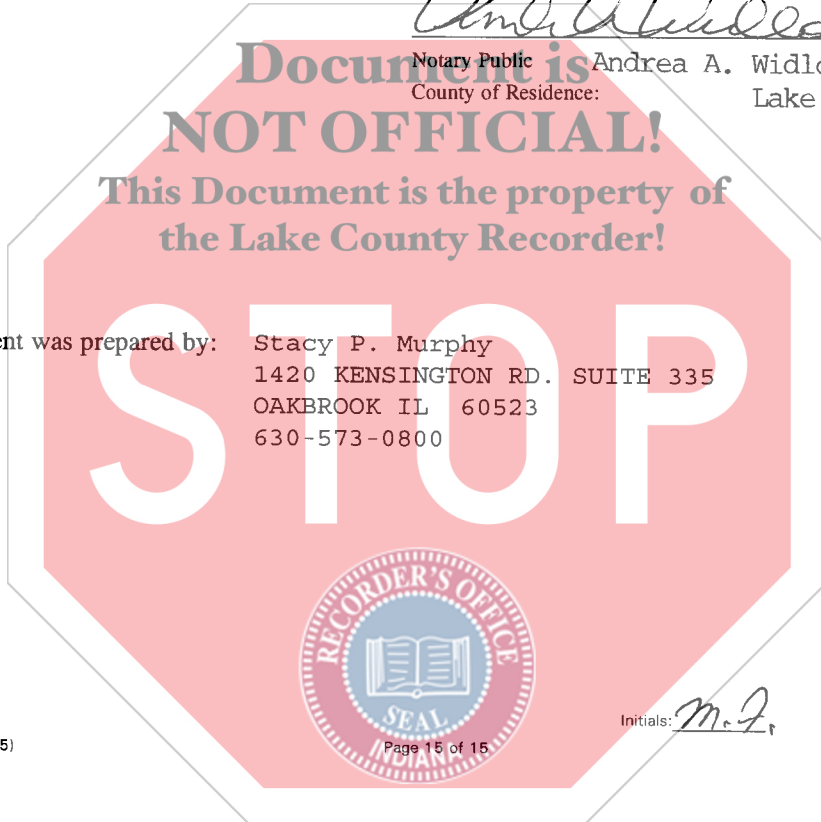 Document is
Notary Public Andrea A.
County of Residence: Lake
NOT OFFICIAL!
This Document is the property of
the Lake County Recorder!
was prepared by: Stacy P. Murphy
1420 KENSINGTON RD. SUITE 335
OAKBROOK IL 60523
630-573-0800
STOP
RECORDER'S OFFICE
SEAL
INDIANA
Initials: M.F.
5)
Page 15 of 15